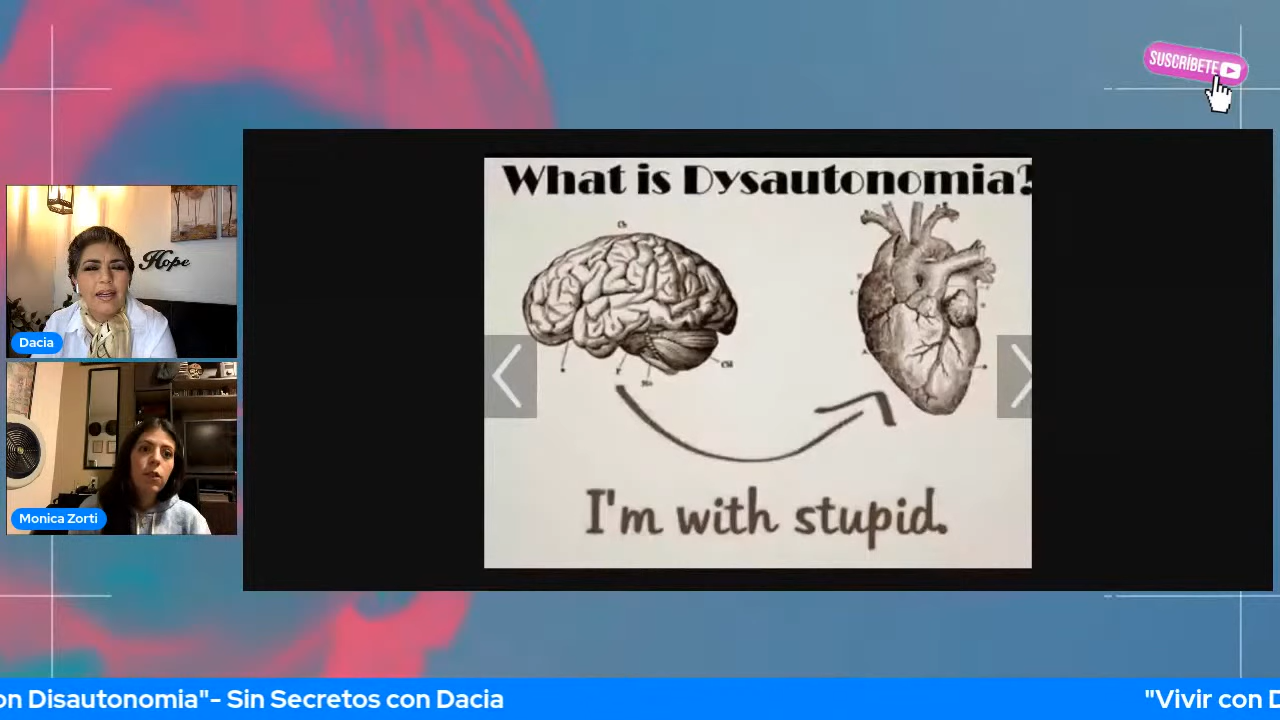 SUSCRÍBETE
Hope
Dacia
Monica Zorti
What is Dysautonomia?
I'm with stupid.
on Disautonomia"- Sin Secretos con Dacia
"Vivir con D